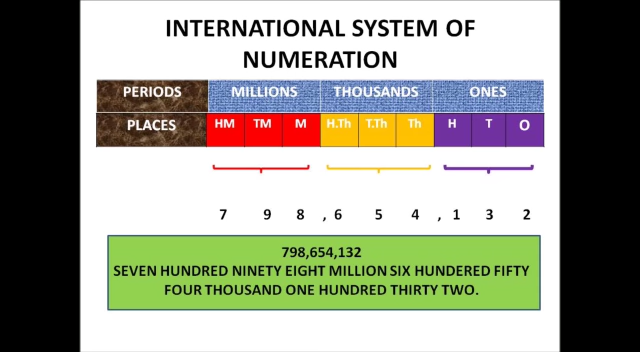 INTERNATIONAL SYSTEM OF
NUMERATION
PERIODS MILLIONS THOUSANDS ONES
PLACES HM TM M H.Th T.Th Th H T O
7 9 8 , 6 5 4 , 1 3 2
798,654,132
SEVEN HUNDRED NINETY EIGHT MILLION SIX HUNDERED FIFTY
FOUR THOUSAND ONE HUNDRED THIRTY TWO.